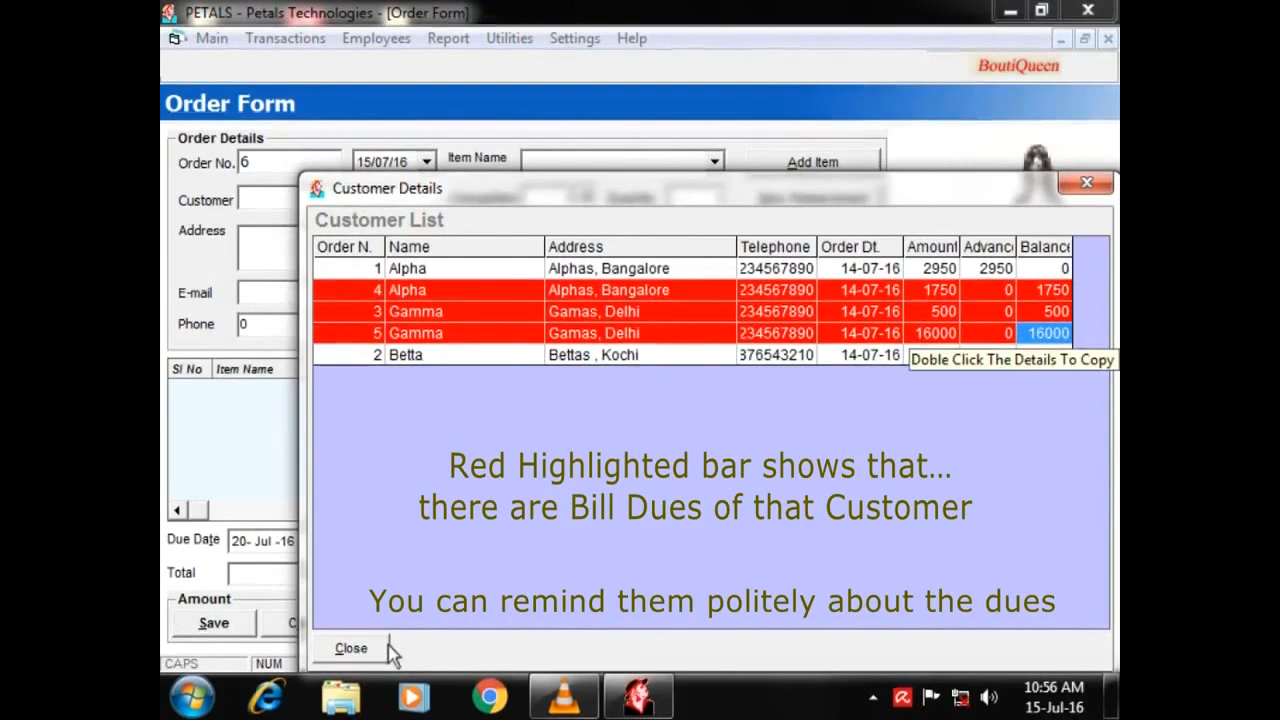 PETALS - Petals Technologies - [Order Form]
Main Transactions Employees Report Utilities Settings Help
BoutiQueen
Order Form
Order Details
Order No. 6 15/07/16 Item Name Add Item
Customer
Address
E-mail
Phone 0
Sl No Item Name
Due Date 20- Jul -16
Total
Amount
Save
CAPS NUM
Customer Details
Customer List
Order N. Name Address Telephone Order Dt. Amount Advanc Balance
1 Alpha Alphas, Bangalore 234567890 14-07-16 2950 2950 0
4 Alpha Alphas, Bangalore 234567890 14-07-16 1750 0 1750
3 Gamma Gamas, Delhi 234567890 14-07-16 500 0 500
5 Gamma Gamas, Delhi 234567890 14-07-16 16000 0 16000
2 Betta Bettas , Kochi 376543210 14-07-16
Doble Click The Details To Copy
Red Highlighted bar shows that...
there are Bill Dues of that Customer
You can remind them politely about the dues
Close
10:56 AM
15-Jul-16